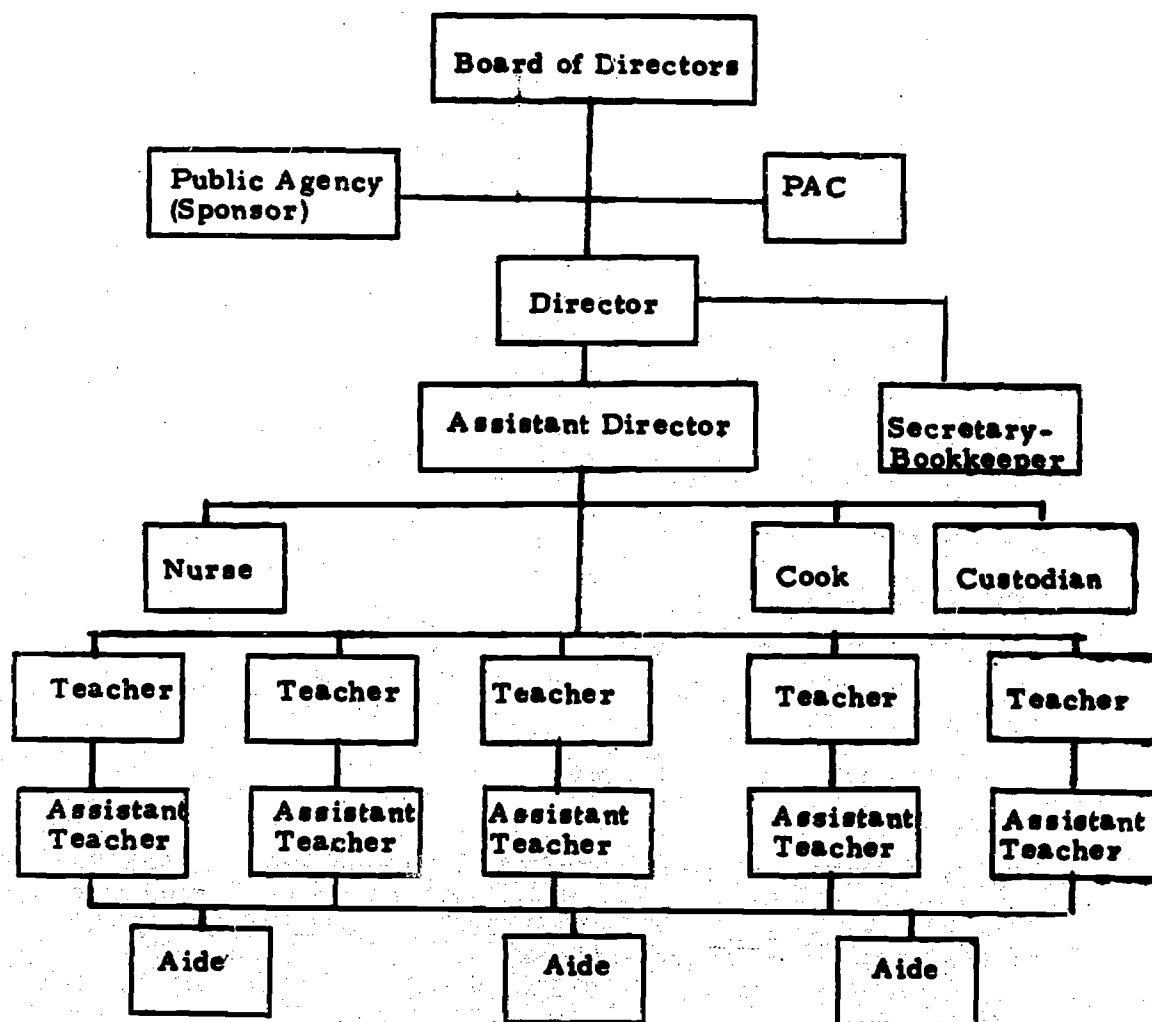 Board of Directors
Public Agency
(Sponsor)
PAC
Director
Assistant Director
Secretary-
Bookkeeper
Nurse
Cook
Custodian
Teacher
Teacher
Teacher
Teacher
Teacher
Assistant
Teacher
Assistant
Teacher
Assistant
Teacher
Assistant
Teacher
Assistant
Teacher
Aide
Aide
Aide